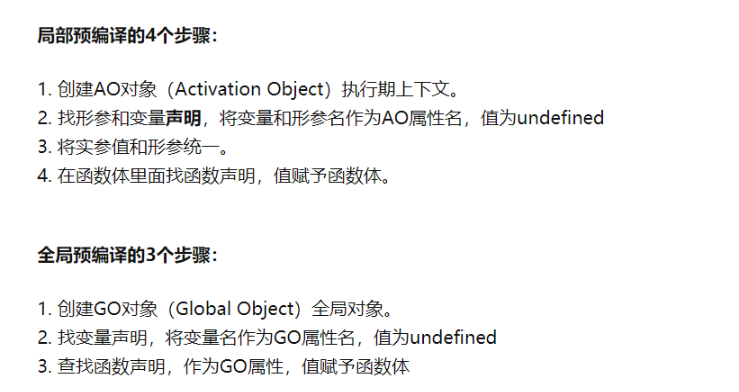 局部预编译的4个步骤：
1. 创建AO对象（Activation Object）执行期上下文。
2. 找形参和变量声明，将变量和形参名作为AO属性名，值为undefined
3. 将实参值和形参统一。
4. 在函数体里面找函数声明，值赋予函数体。
全局预编译的3个步骤：
1. 创建GO对象（Global Object）全局对象。
2. 找变量声明，将变量名作为GO属性名，值为undefined
3. 查找函数声明，作为GO属性，值赋予函数体